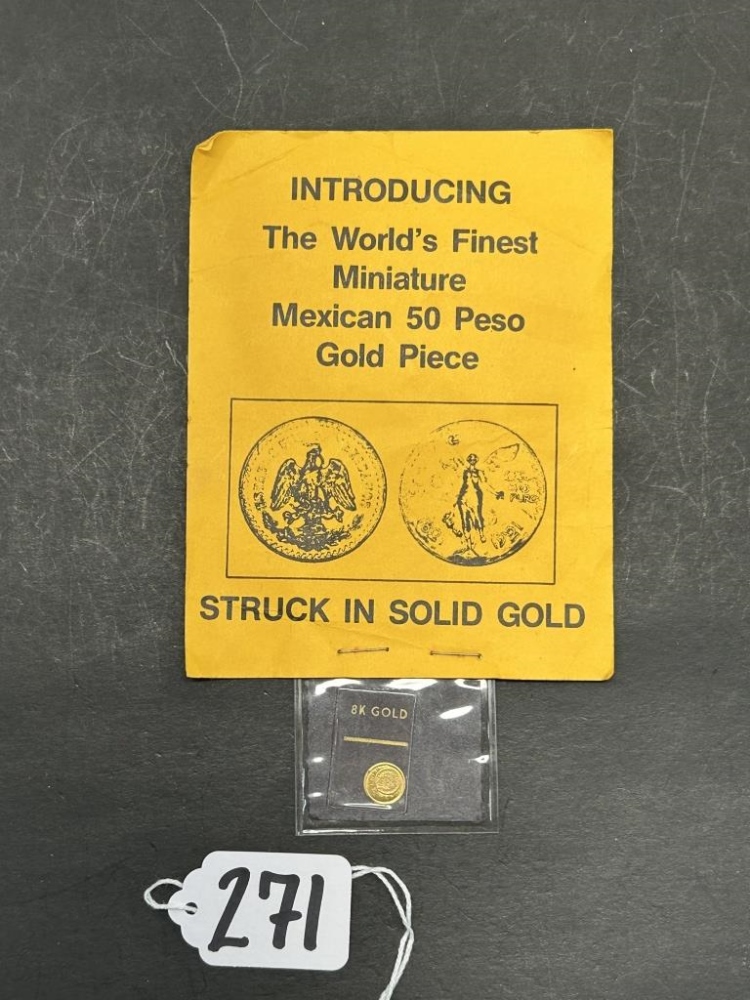 INTRODUCING
The World's Finest
Miniature
Mexican 50 Peso
Gold Piece
STRUCK IN SOLID GOLD
8K GOLD
271